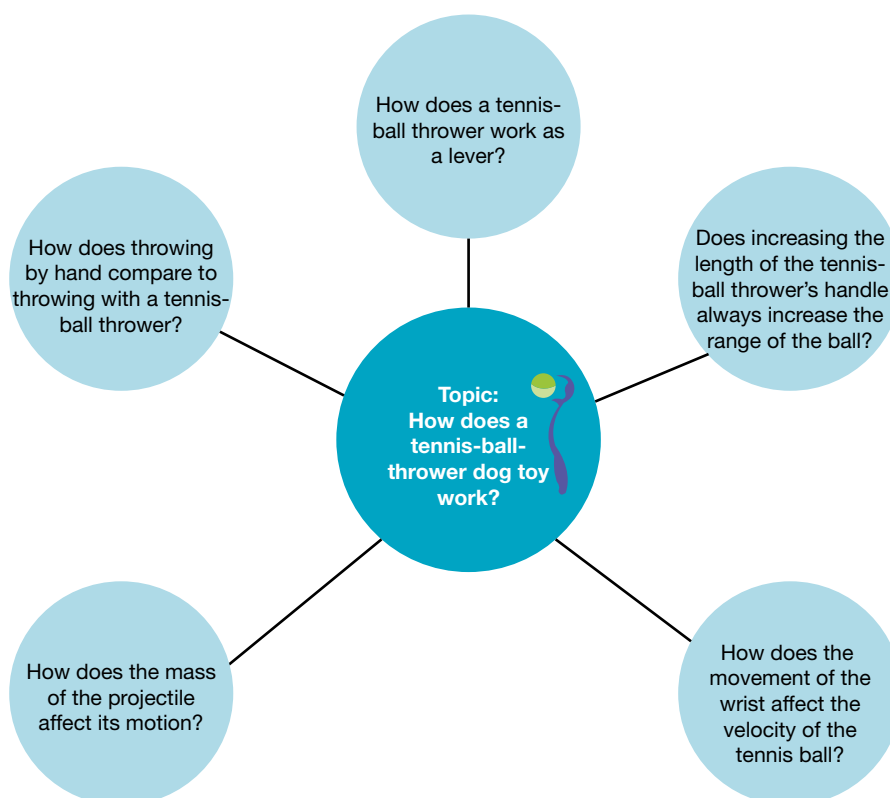 How does a tennis-
ball thrower work as
a lever?
How does throwing
by hand compare to
throwing with a tennis-
ball thrower?
Does increasing the
length of the tennis-
ball thrower’s handle
always increase the
range of the ball?
Topic:
How does a
tennis-ball-
thrower dog toy
work?
How does the mass
of the projectile
affect its motion?
How does the
movement of the
wrist affect the
velocity of the
tennis ball?